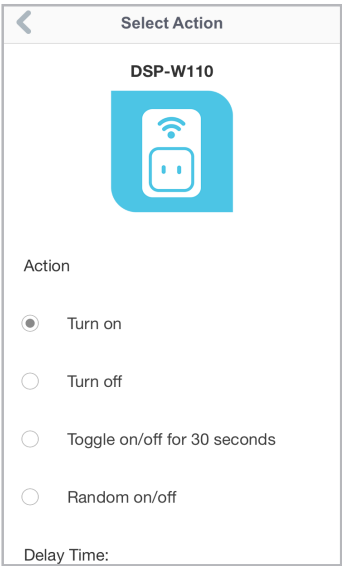 Select Action
DSP-W110
Action
Turn on
Turn off
Toggle on/off for 30 seconds
Random on/off
Delay Time: